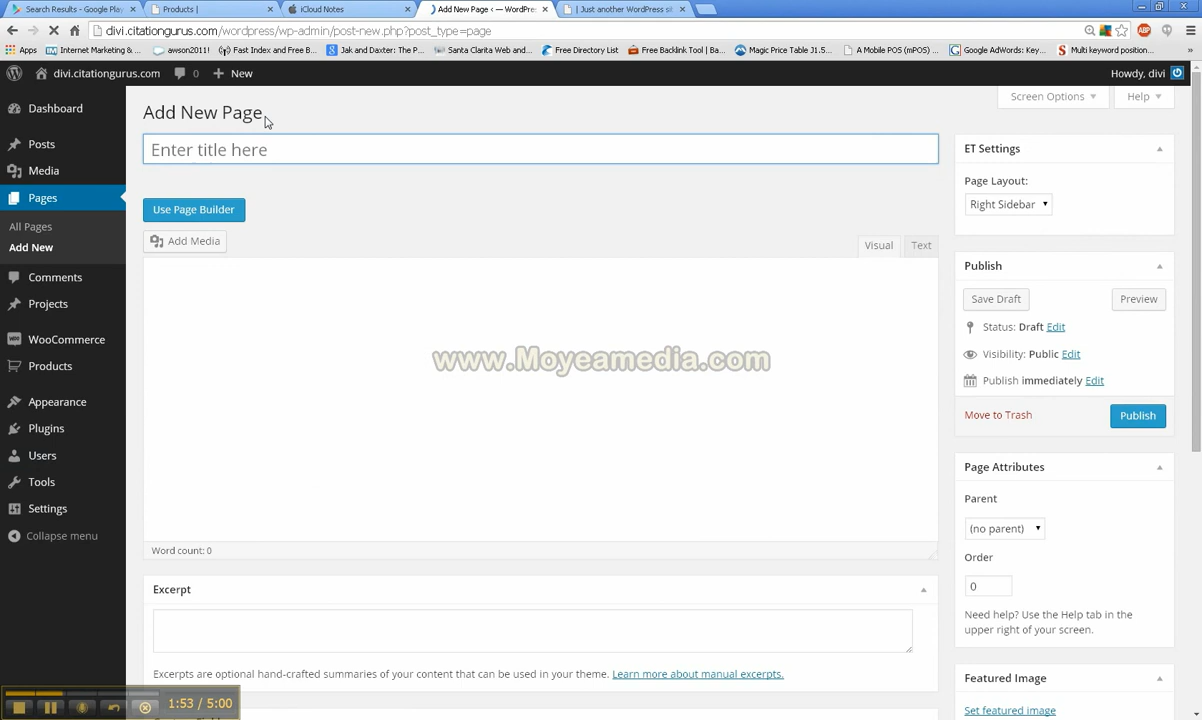 Search Results - Google Play
Products |
iCloud Notes
Add New Page ‹ — WordPres
| Just another WordPress sit
divi.citationgurus.com/wordpress/wp-admin/post-new.php?post_type=page
Apps
Internet Marketing &
awson2011!
Fast Index and Free B...
Jak and Daxter: The P...
Santa Clarita Web and...
Free Directory List
Free Backlink Tool | Ba...
Magic Price Table J1.5...
A Mobile POS (mPOS) ...
Google AdWords: Key...
Multi keyword position...
divi.citationgurus.com
0
New
Howdy, divi
Dashboard
Posts
Media
Pages
All Pages
Add New
Comments
Projects
WooCommerce
Products
Appearance
Plugins
Users
Tools
Settings
Collapse menu
Screen Options
Help
Add New Page
Enter title here
Use Page Builder
Add Media
Visual
Text
www.Moyeamedia.com
Word count: 0
Excerpt
Excerpts are optional hand-crafted summaries of your content that can be used in your theme. Learn more about manual excerpts.
ET Settings
Page Layout:
Right Sidebar
Publish
Save Draft
Preview
Status: Draft Edit
Visibility: Public Edit
Publish immediately Edit
Move to Trash
Publish
Page Attributes
Parent
(no parent)
Order
0
Need help? Use the Help tab in the
upper right of your screen.
Featured Image
Set featured image
1:53 / 5:00